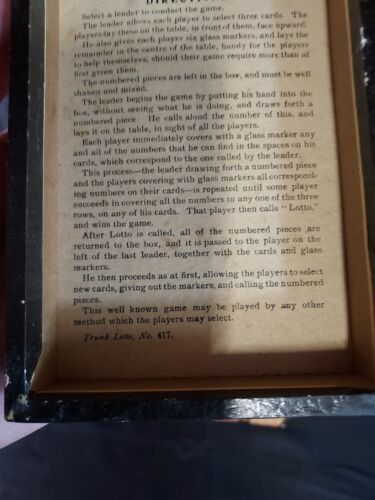 DIRECTI
Select a leader to conduct the game.
The leader allows each player to select three cards. The
players lay these on the table, in front of them, face upward.
He also gives each player six glass markers, and lays the
remainder in the centre of the table, handy for the players
to help themselves, should their game require more than at
first given them.
The numbered pieces are left in the box, and must be well
shaken and mixed.
The leader begins the game by putting his hand into the
box, without seeing what he is doing, and draws forth a
numbered piece. He calls aloud the number of this, and
lays it on the table, in sight of all the players.
Each player immediately covers with a glass marker any
and all of the numbers that he can find in the spaces on his
cards, which correspond to the one called by the leader.
This process—the leader drawing forth a numbered piece
and the players covering with glass markers all correspond-
ing numbers on their cards—is repeated until some player
succeeds in covering all the numbers in any one of the three
rows, on any of his cards. That player then calls "Lotto,"
and wins the game.
After Lotto is called, all of the numbered pieces are
returned to the box, and it is passed to the player on the
left of the last leader, together with the cards and glass
markers.
He then proceeds as at first, allowing the players to select
new cards, giving out the markers, and calling the numbered
pieces.
This well known game may be played by any other
method which the players may select.
Trunk Lotto, No. 417.